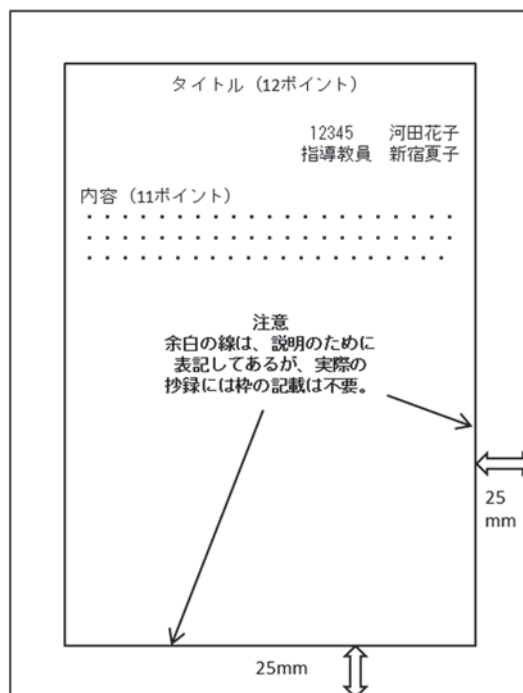 タイトル（12ポイント）
12345　河田花子
指導教員　新宿夏子
内容（11ポイント）
・・・・・・・・・・・・・・・・・・・・・・
・・・・・・・・・・・・・・・・・・・・・・
・・・・・・・・・・・・・・・・・・・・・
注意
余白の線は、説明のために
表記してあるが、実際の
抄録には枠の記載は不要。
25
mm
25mm